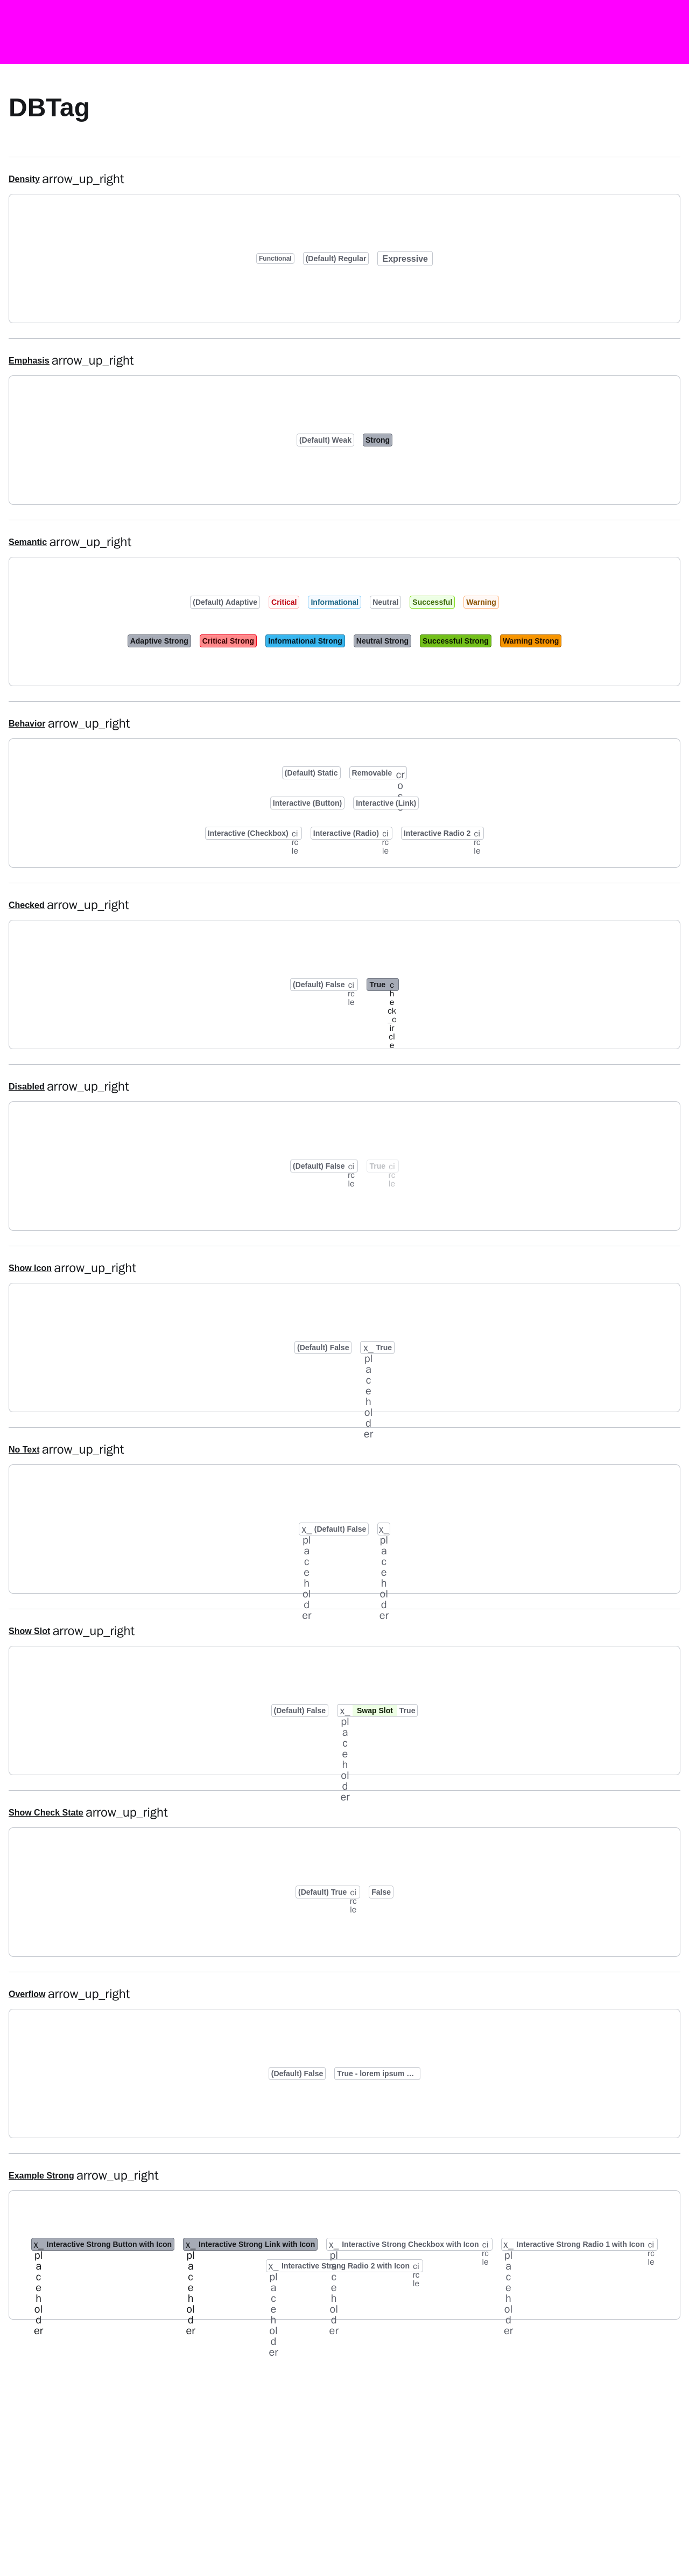 DBTag
Density arrow_up_right
Functional (Default) Regular Expressive
Emphasis arrow_up_right
(Default) Weak Strong
Semantic arrow_up_right
(Default) Adaptive Critical Informational Neutral Successful Warning
Adaptive Strong Critical Strong Informational Strong Neutral Strong Successful Strong Warning Strong
Behavior arrow_up_right
(Default) Static Removable cr
o
Interactive (Button) Interactive (Link)
Interactive (Checkbox) ci Interactive (Radio) ci Interactive Radio 2 ci
rc rc rc
le le le
Checked arrow_up_right
(Default) False ci True c
rc h
le e
ck
_c
ir
cl
e
Disabled arrow_up_right
(Default) False ci True ci
rc rc
le le
Show Icon arrow_up_right
(Default) False x_ True
pl
a
c
e
h
ol
d
er
No Text arrow_up_right
x_ (Default) False x_
pl pl
a a
c c
e e
h h
ol ol
d d
er er
Show Slot arrow_up_right
(Default) False x_ Swap Slot True
pl
a
c
e
h
ol
d
er
Show Check State arrow_up_right
(Default) True ci False
rc
le
Overflow arrow_up_right
(Default) False True - lorem ipsum …
Example Strong arrow_up_right
x_ Interactive Strong Button with Icon x_ Interactive Strong Link with Icon x_ Interactive Strong Checkbox with Icon ci x_ Interactive Strong Radio 1 with Icon ci
pl pl pl rc pl rc
a a a le a le
c c c c
e e e e
h h h h
ol ol ol ol
d d d d
er er er er
x_ Interactive Strong Radio 2 with Icon ci
pl rc
a le
c
e
h
ol
d
er